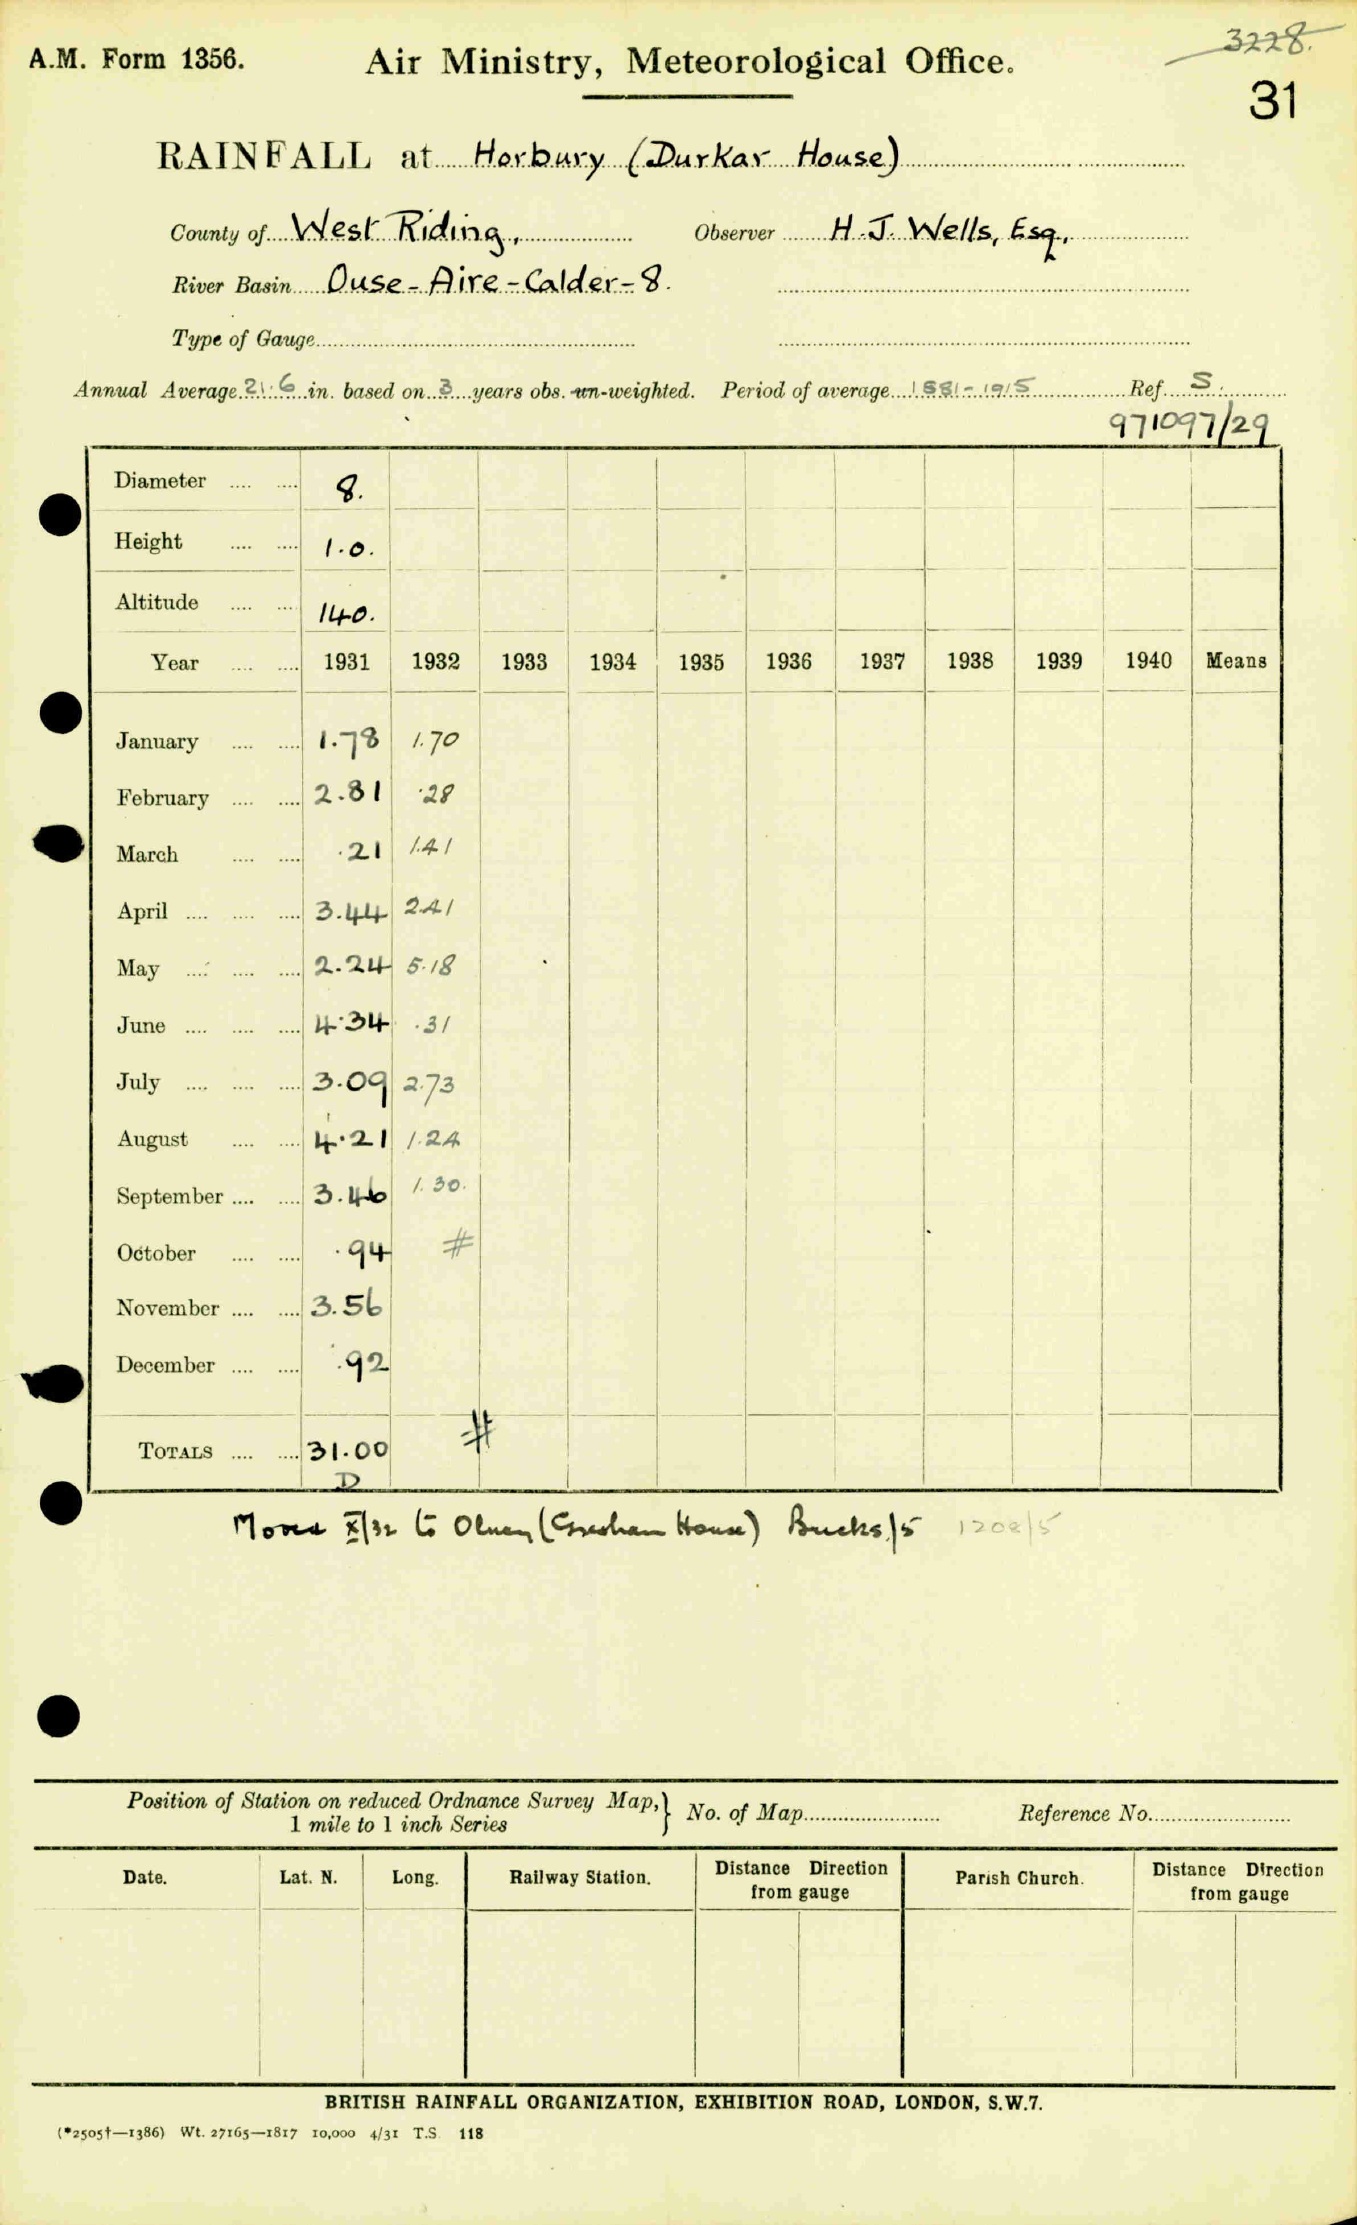 3228.
A.M. Form 1356.
Air Ministry, Meteorological Office.
31
RAINFALL at Horbury (Durkar House)
County of West Riding, Observer H. J. Wells, Esq.,
River Basin Ouse - Aire - Calder - 8.
Type of Gauge
Annual Average 21.6 in. based on 3 years obs. un-weighted. Period of average 1881-1915 Ref. S.
971097/29
Diameter 8.
Height 1.0.
Altitude 140.
Year 1931 1932 1933 1934 1935 1936 1937 1938 1939 1940 Means
January 1.78 1.70
February 2.81 .28
March .21 1.41
April 3.44 2.41
May 2.24 5.18
June 4.34 .31
July 3.09 2.73
August 4.21 1.24
September 3.46 1.30.
October .94 #
November 3.56
December .92
TOTALS 31.00 #
D
Moved X/32 to Olney (Gresham House) Bucks/5 1208/5
Position of Station on reduced Ordnance Survey Map,} No. of Map Reference No.
1 mile to 1 inch Series
Date. Lat. N. Long. Railway Station. Distance Direction from gauge Parish Church. Distance Direction from gauge
BRITISH RAINFALL ORGANIZATION, EXHIBITION ROAD, LONDON, S.W.7.
(*2505†—1386) Wt. 27165—1817 10,000 4/31 T.S. 118